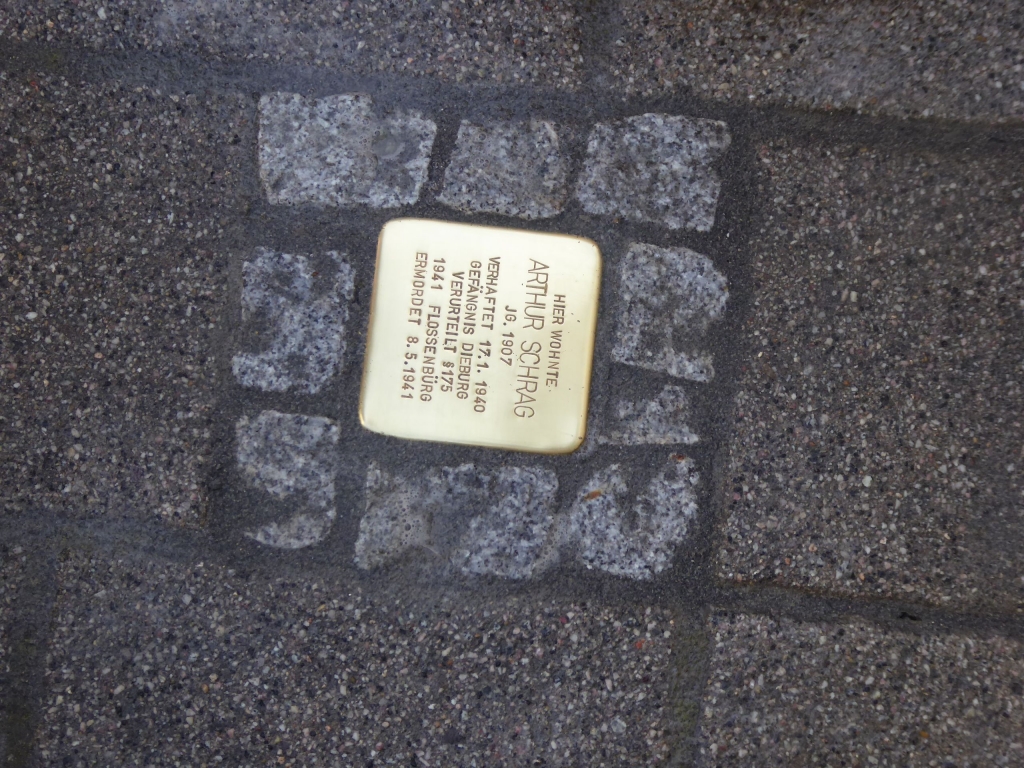 HIER WOHNTE
ARTHUR SCHRAG
JG. 1907
VERHAFTET 17.1. 1940
GEFÄNGNIS DIEBURG
VERURTEILT §175
1941 FLOSSENBÜRG
ERMORDET 8.5.1941